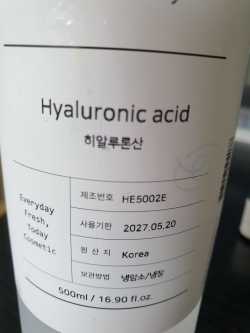 Hyaluronic acid
히알루론산
Everyday
Fresh,
Today
Cosmetic
제조번호 HE5002E
사용기한 2027.05.20
원 산 지 Korea
보관방법 냉암소/냉장
500ml / 16.90 fl.oz.